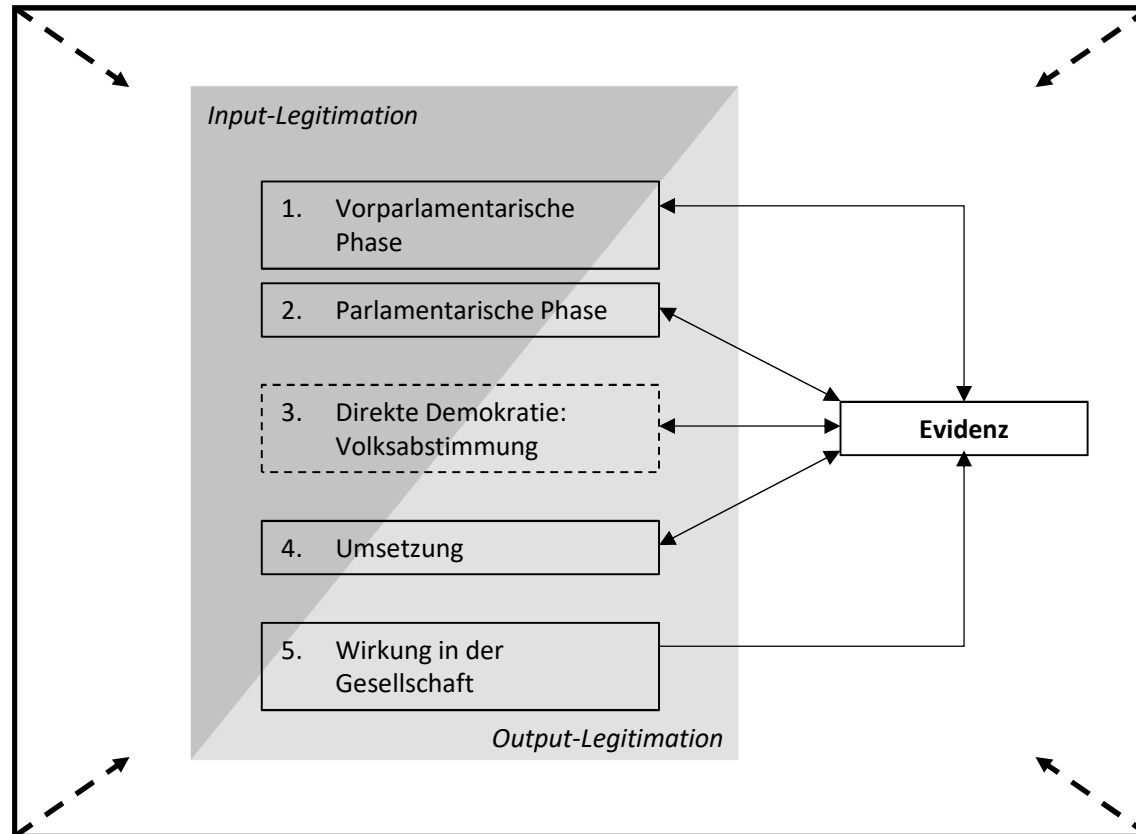 Input-Legitimation
1. Vorparlamentarische
Phase
2. Parlamentarische Phase
3. Direkte Demokratie:
Volksabstimmung
Evidenz
4. Umsetzung
5. Wirkung in der
Gesellschaft
Output-Legitimation